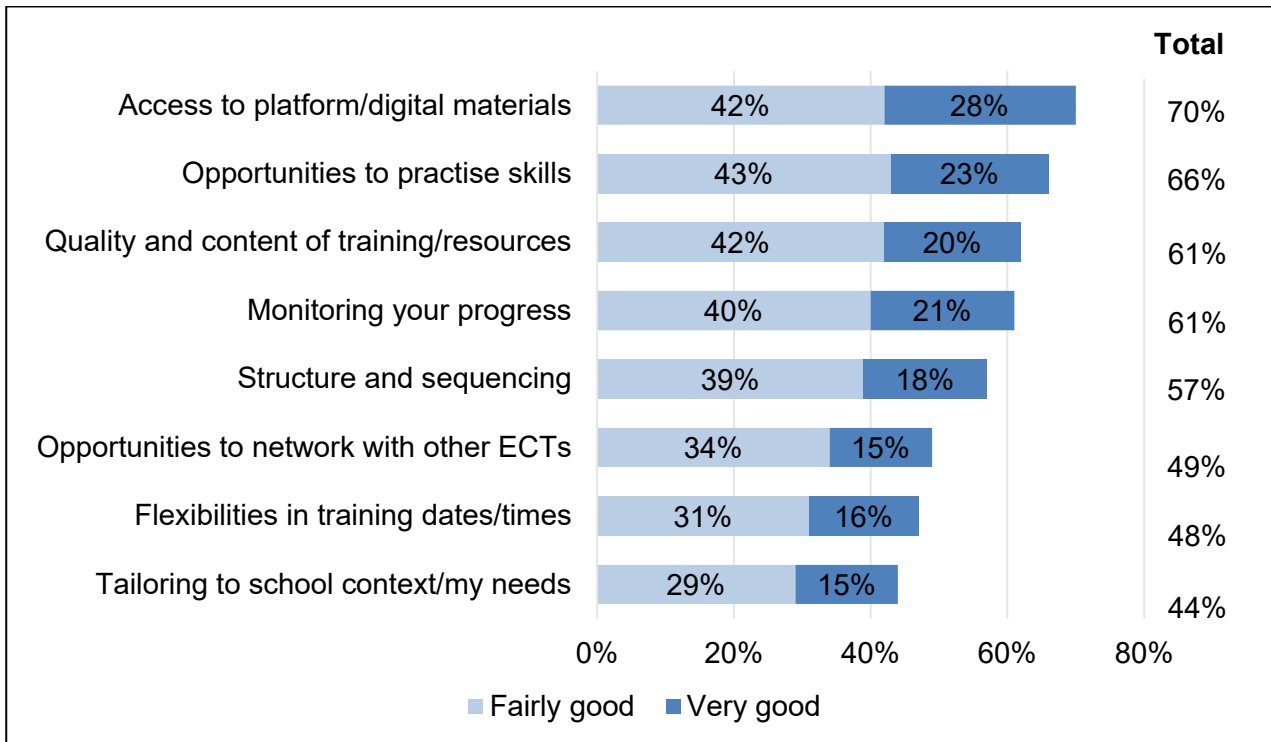 Total
Access to platform/digital materials 42% 28% 70%
Opportunities to practise skills 43% 23% 66%
Quality and content of training/resources 42% 20% 61%
Monitoring your progress 40% 21% 61%
Structure and sequencing 39% 18% 57%
Opportunities to network with other ECTs 34% 15% 49%
Flexibilities in training dates/times 31% 16% 48%
Tailoring to school context/my needs 29% 15% 44%
0% 20% 40% 60% 80%
Fairly good Very good